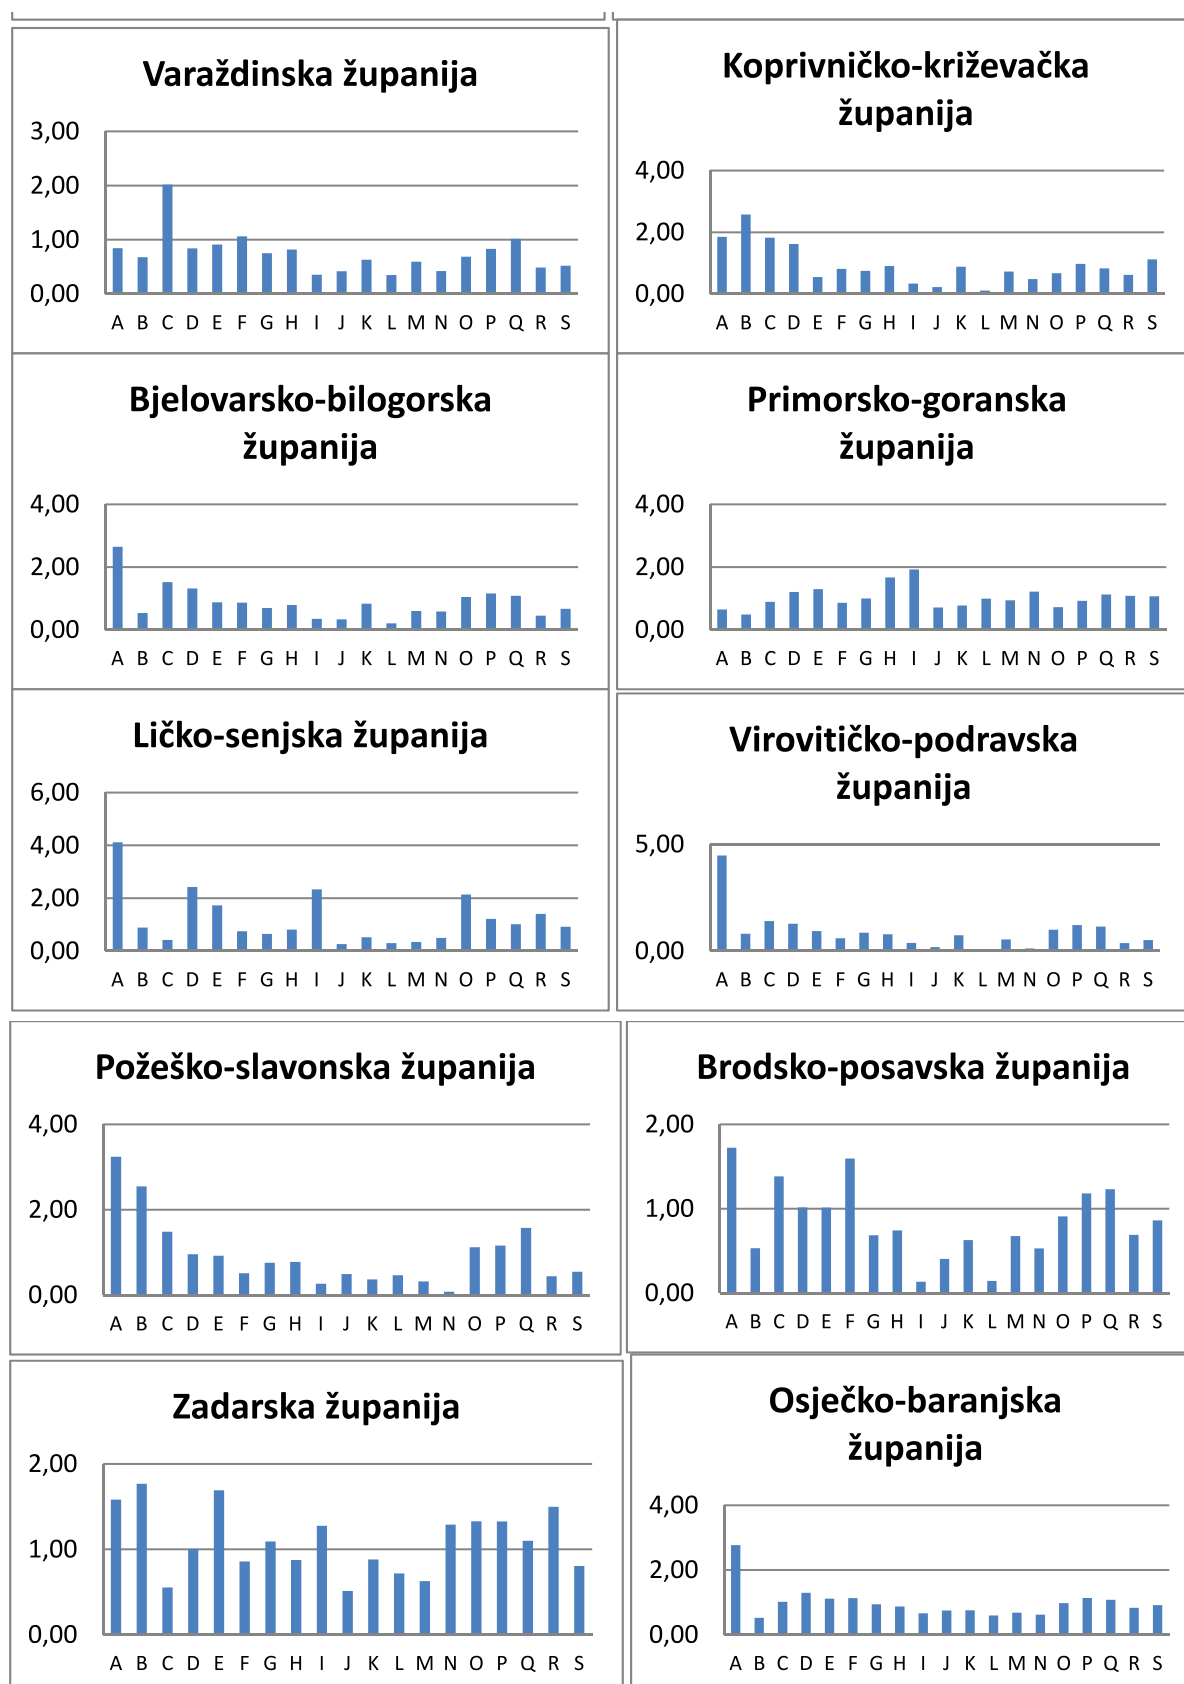 Varaždinska županija
3,00
2,00
1,00
0,00
A B C D E F G H I J K L M N O P Q R S
Koprivničko-križevačka
županija
4,00
2,00
0,00
A B C D E F G H I J K L M N O P Q R S
Bjelovarsko-bilogorska
županija
4,00
2,00
0,00
A B C D E F G H I J K L M N O P Q R S
Primorsko-goranska
županija
4,00
2,00
0,00
A B C D E F G H I J K L M N O P Q R S
Ličko-senjska županija
6,00
4,00
2,00
0,00
A B C D E F G H I J K L M N O P Q R S
Virovitičko-podravska
županija
5,00
0,00
A B C D E F G H I J K L M N O P Q R S
Požeško-slavonska županija
4,00
2,00
0,00
A B C D E F G H I J K L M N O P Q R S
Brodsko-posavska županija
2,00
1,00
0,00
A B C D E F G H I J K L M N O P Q R S
Zadarska županija
2,00
1,00
0,00
A B C D E F G H I J K L M N O P Q R S
Osječko-baranjska
županija
4,00
2,00
0,00
A B C D E F G H I J K L M N O P Q R S